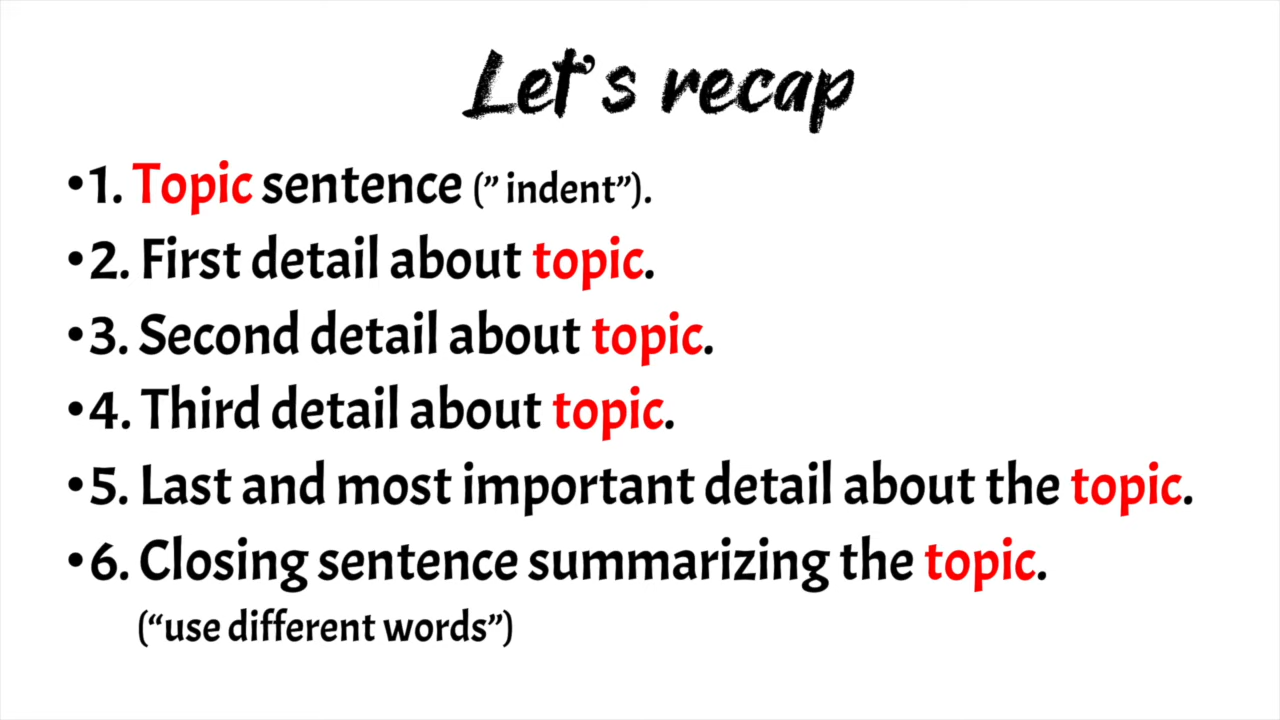 Let's recap
•1. Topic sentence (” indent”).
•2. First detail about topic.
•3. Second detail about topic.
•4. Third detail about topic.
•5. Last and most important detail about the topic.
•6. Closing sentence summarizing the topic.
(“use different words”)